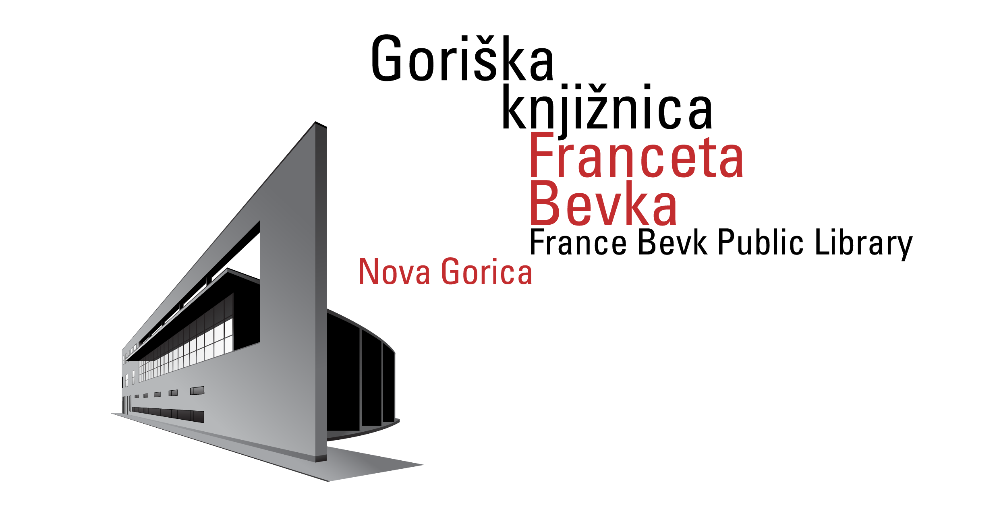 Goriška
knjižnica
Franceta
Bevka
France Bevk Public Library
Nova Gorica